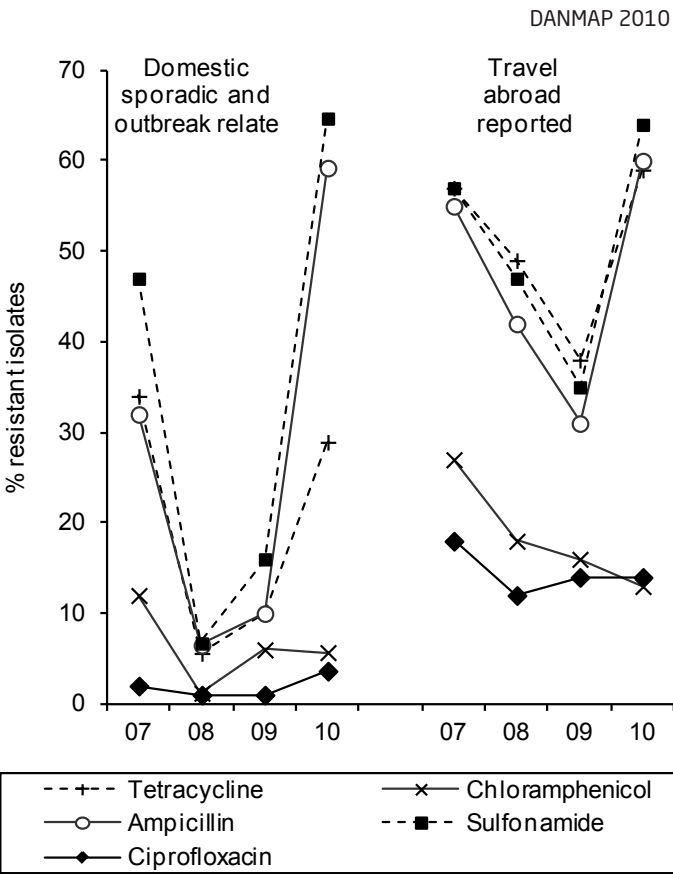 DANMAP 2010
Domestic
sporadic and
outbreak relate
Travel
abroad
reported
% resistant isolates
70
60
50
40
30
20
10
0
07 08 09 10 07 08 09 10
Tetracycline
Chloramphenicol
Ampicillin
Sulfonamide
Ciprofloxacin